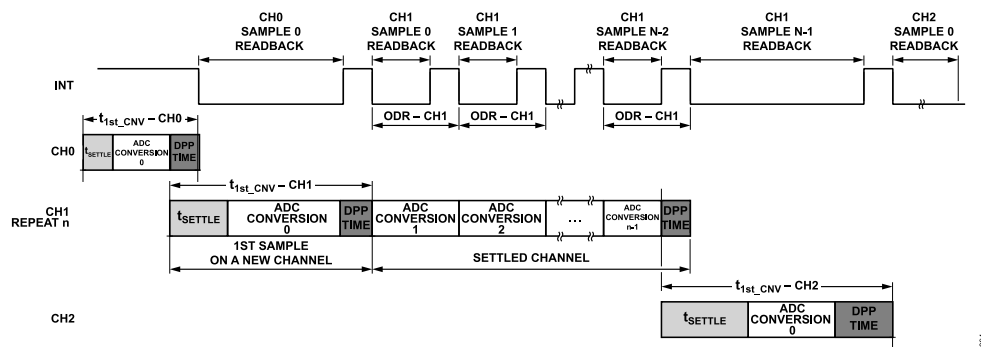 CH0
SAMPLE 0
READBACK
CH1
SAMPLE 0
READBACK
CH1
SAMPLE 1
READBACK
CH1
SAMPLE N-2
READBACK
CH1
SAMPLE N-1
READBACK
CH2
SAMPLE 0
READBACK
INT
ODR – CH1
ODR – CH1
ODR – CH1
t1st_CNV – CH0
CH0
tSETTLE
ADC
CONVERSION
0
DPP
TIME
t1st_CNV – CH1
CH1
REPEAT n
tSETTLE
ADC
CONVERSION
0
DPP
TIME
ADC
CONVERSION
1
ADC
CONVERSION
2
...
ADC
CONVERSION
n-1
DPP
TIME
1ST SAMPLE
ON A NEW CHANNEL
SETTLED CHANNEL
t1st_CNV – CH2
CH2
tSETTLE
ADC
CONVERSION
0
DPP
TIME